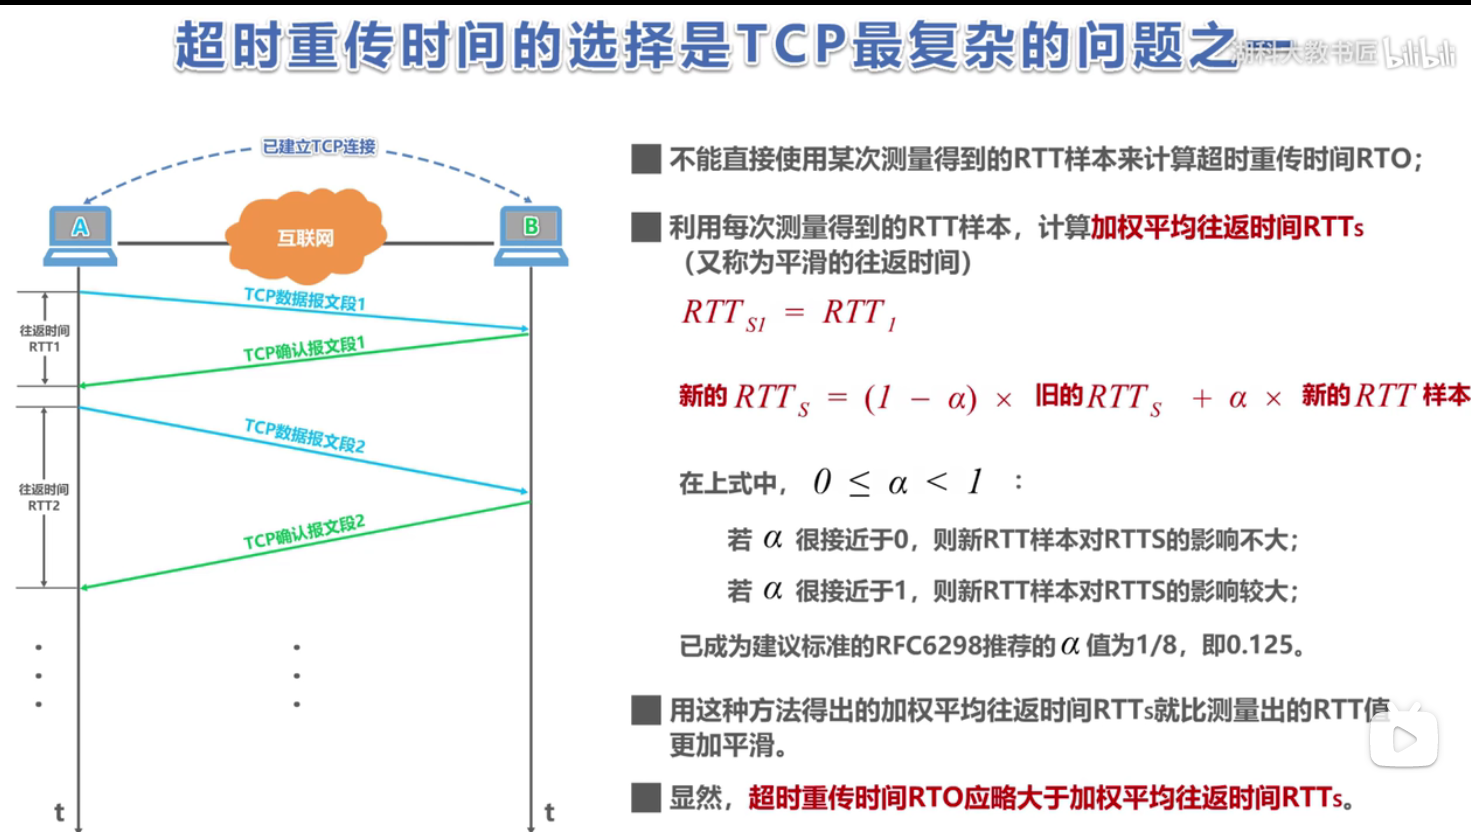 超时重传时间的选择是TCP最复杂的问题之一
湖科大教书匠 bilibili
已建立TCP连接
A
互联网
B
TCP数据报文段1
往返时间
RTT1
TCP确认报文段1
TCP数据报文段2
往返时间
RTT2
TCP确认报文段2
t
t
不能直接使用某次测量得到的RTT样本来计算超时重传时间RTO；
利用每次测量得到的RTT样本，计算加权平均往返时间RTTs
（又称为平滑的往返时间）
RTT S1 = RTT 1
新的 RTT S = (1 − α) × 旧的 RTT S + α × 新的 RTT 样本
在上式中， 0 ≤ α < 1 ：
若 α 很接近于0，则新RTT样本对RTTS的影响不大；
若 α 很接近于1，则新RTT样本对RTTS的影响较大；
已成为建议标准的RFC6298推荐的 α 值为1/8，即0.125。
用这种方法得出的加权平均往返时间RTTs就比测量出的RTT值
更加平滑。
显然，超时重传时间RTO应略大于加权平均往返时间RTTs。